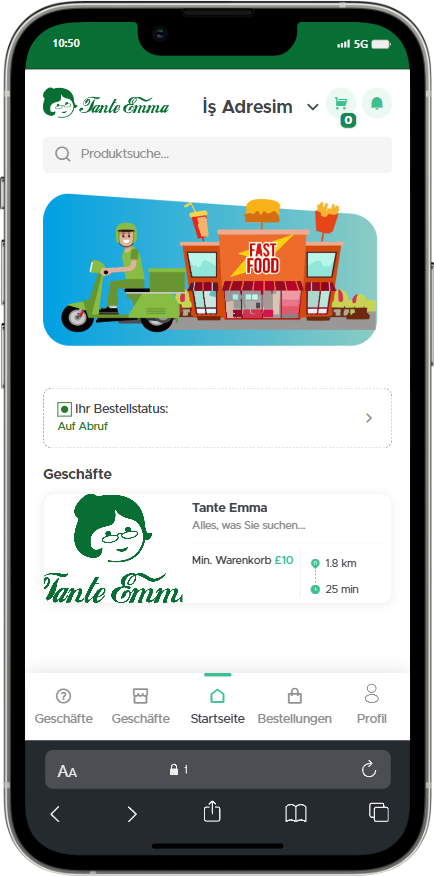 10:50
5G
Tante Emma
İş Adresim
0
Produktsuche...
FAST
FOOD
Ihr Bestellstatus:
Auf Abruf
Geschäfte
Tante Emma
Alles, was Sie suchen...
Min. Warenkorb £10
1.8 km
25 min
Tante Emma
Geschäfte
Geschäfte
Startseite
Bestellungen
Profil
AA
1